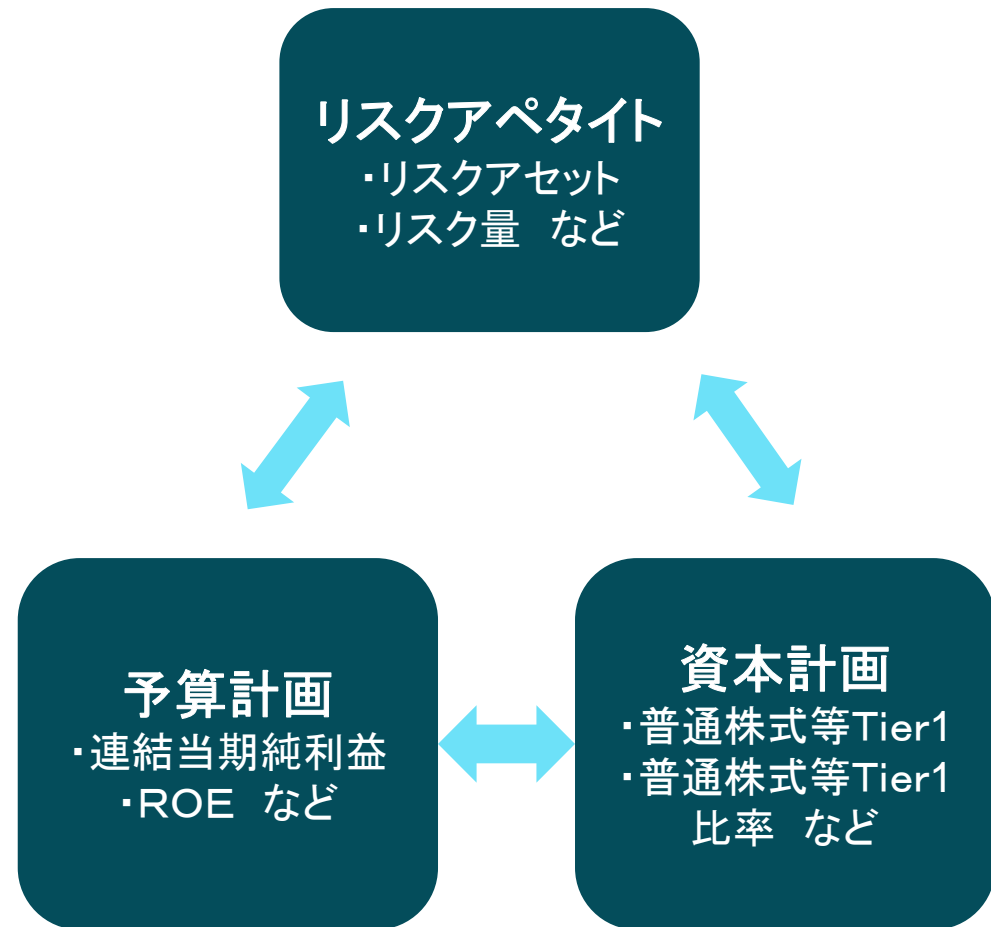 リスクアペタイト
・リスクアセット
・リスク量　など
予算計画
・連結当期純利益
・ROE　など
資本計画
・普通株式等Tier1
・普通株式等Tier1
比率　など